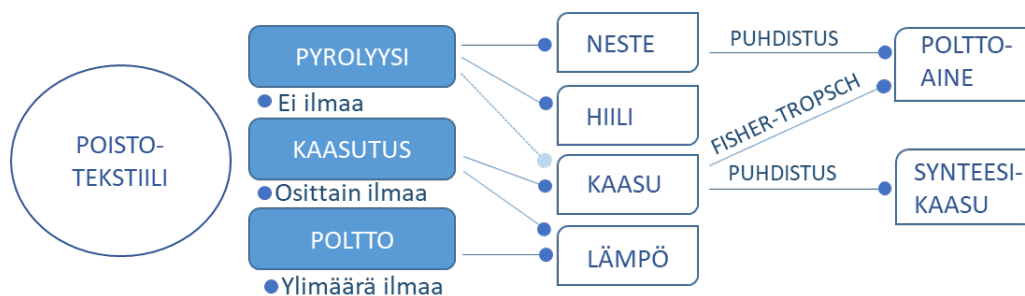 POISTO-
TEKSTIILI
PYROLYYSI
Ei ilmaa
KAASUTUS
Osittain ilmaa
POLTTO
Ylimäärä ilmaa
NESTE
HIILI
KAASU
LÄMPÖ
PUHDISTUS
FISHER-TROPSCH
PUHDISTUS
POLTTO-
AINE
SYNTEESI-
KAASU